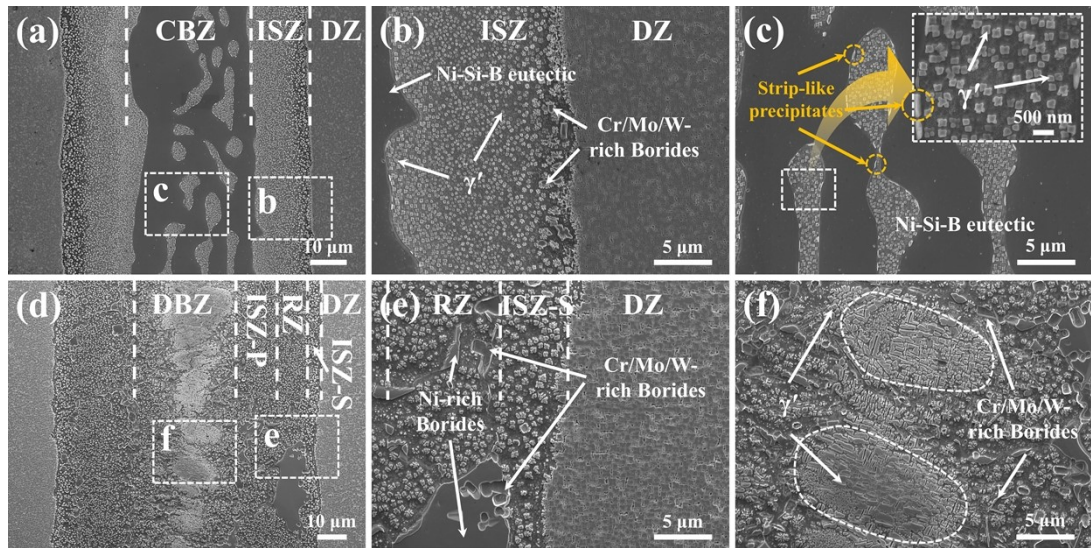 (a)
CBZ
ISZ
DZ
c
b
10 μm
(b)
ISZ
DZ
Ni-Si-B eutectic
Cr/Mo/W-
rich Borides
γ′
5 μm
(c)
γ′
500 nm
Strip-like
precipitates
Ni-Si-B eutectic
5 μm
(d)
DBZ
ISZ-P
RZ
DZ
ISZ-S
f
e
10 μm
(e)
RZ
ISZ-S
DZ
Cr/Mo/W-
rich Borides
Ni-rich
Borides
5 μm
(f)
γ′
Cr/Mo/W-
rich Borides
5 μm